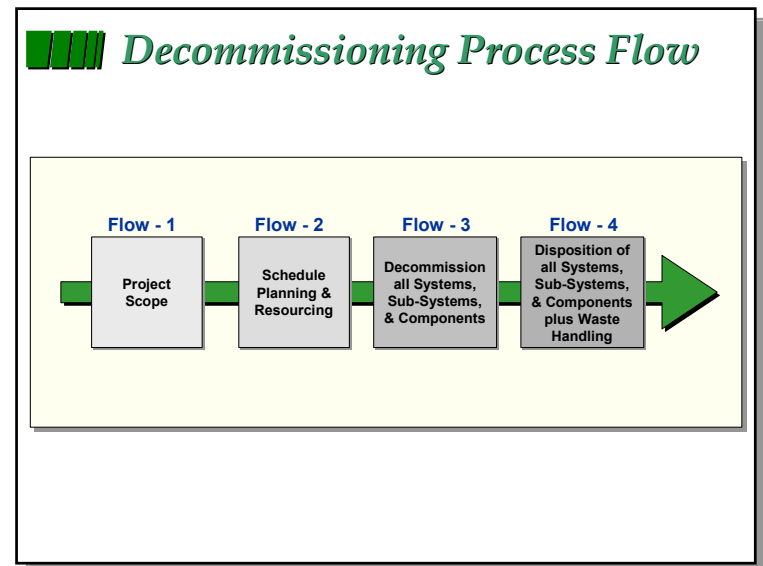 Decommissioning Process Flow
Flow - 1
Project
Scope
Flow - 2
Schedule
Planning &
Resourcing
Flow - 3
Decommission
all Systems,
Sub-Systems,
& Components
Flow - 4
Disposition of
all Systems,
Sub-Systems,
& Components
plus Waste
Handling